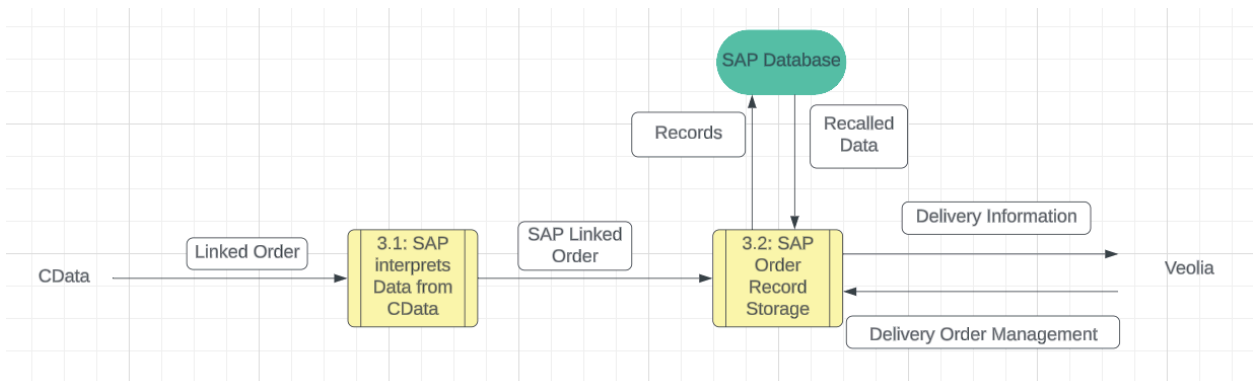 SAP Database
Records
Recalled
Data
Delivery Information
SAP Linked
Order
Linked Order
3.1: SAP
interprets
Data from
CData
3.2: SAP
Order
Record
Storage
CData
Veolia
Delivery Order Management